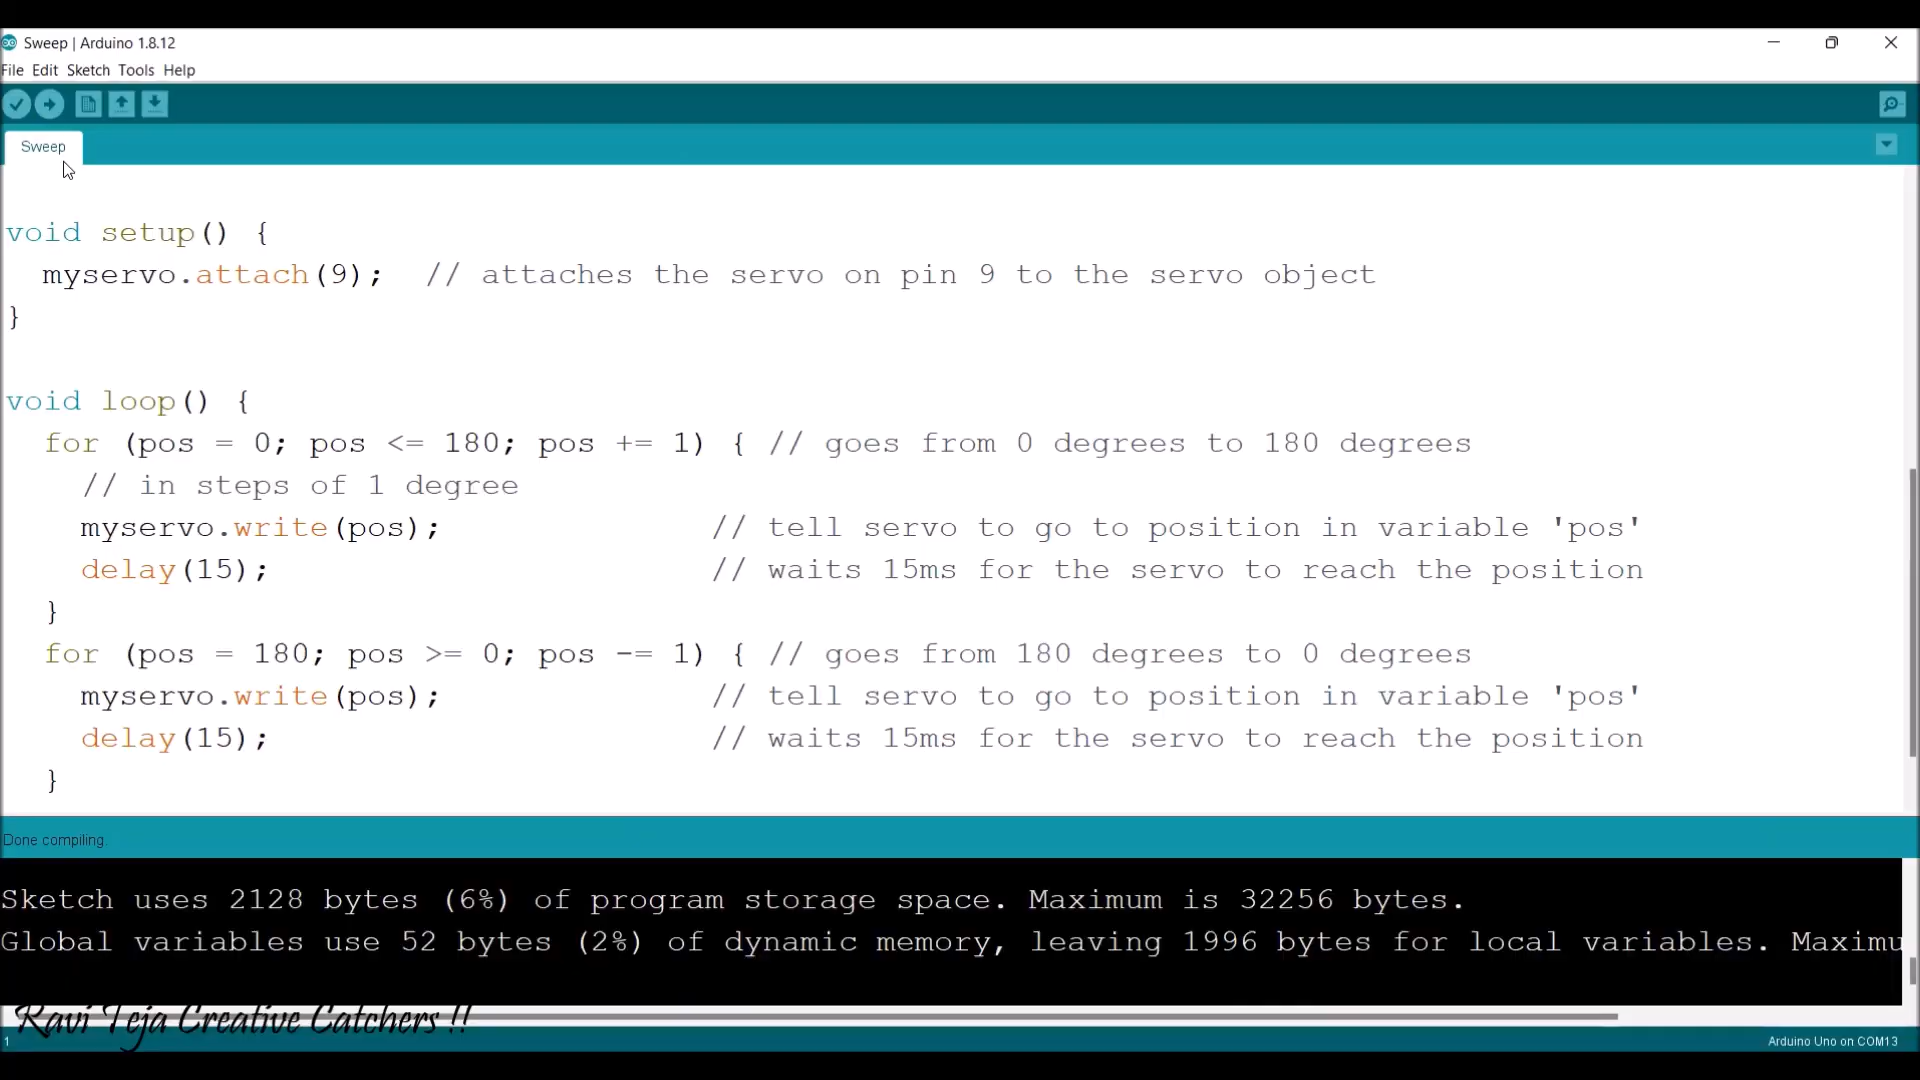 Sweep | Arduino 1.8.12
File Edit Sketch Tools Help
Sweep
void setup() {
  myservo.attach(9);  // attaches the servo on pin 9 to the servo object
}
void loop() {
  for (pos = 0; pos <= 180; pos += 1) { // goes from 0 degrees to 180 degrees
    // in steps of 1 degree
    myservo.write(pos);              // tell servo to go to position in variable 'pos'
    delay(15);                       // waits 15ms for the servo to reach the position
  }
  for (pos = 180; pos >= 0; pos -= 1) { // goes from 180 degrees to 0 degrees
    myservo.write(pos);              // tell servo to go to position in variable 'pos'
    delay(15);                       // waits 15ms for the servo to reach the position
  }
Done compiling.
Sketch uses 2128 bytes (6%) of program storage space. Maximum is 32256 bytes.
Global variables use 52 bytes (2%) of dynamic memory, leaving 1996 bytes for local variables. Maximu
Ravi Teja Creative Catchers !!
1
Arduino Uno on COM13